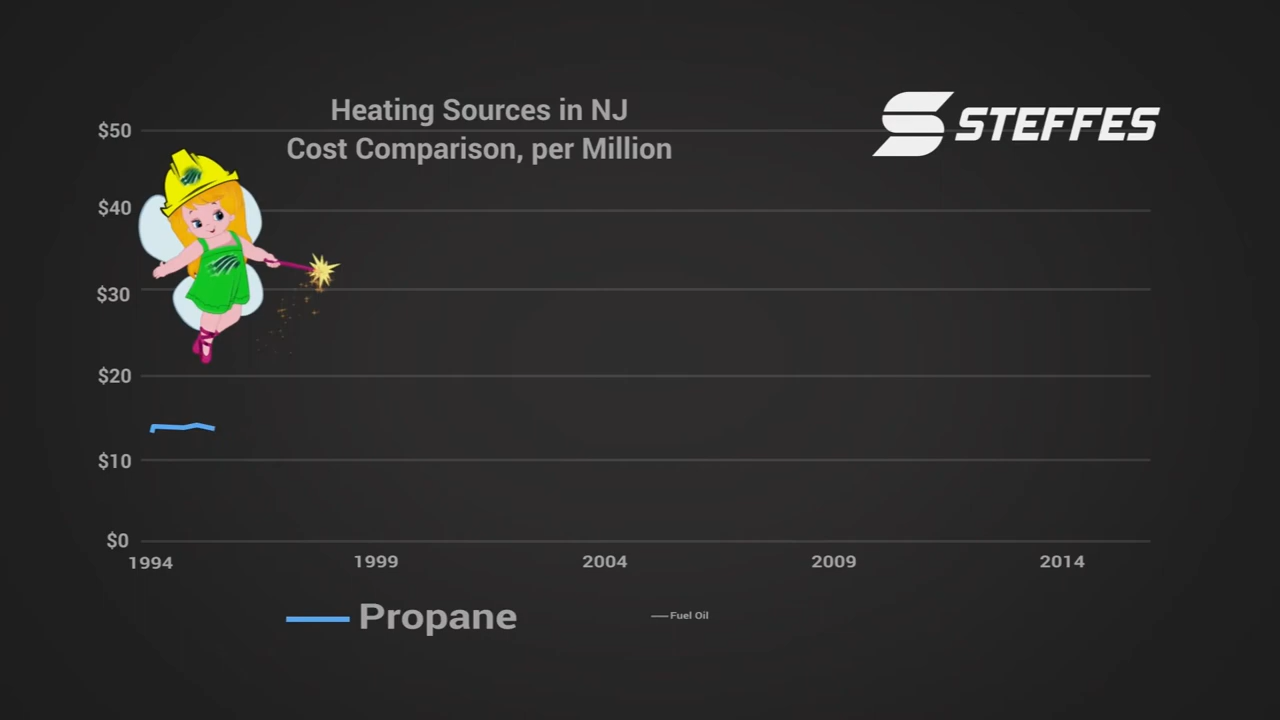 Heating Sources in NJ
Cost Comparison, per Million
STEFFES
$50
$40
$30
$20
$10
$0
1994
1999
2004
2009
2014
Propane
Fuel Oil